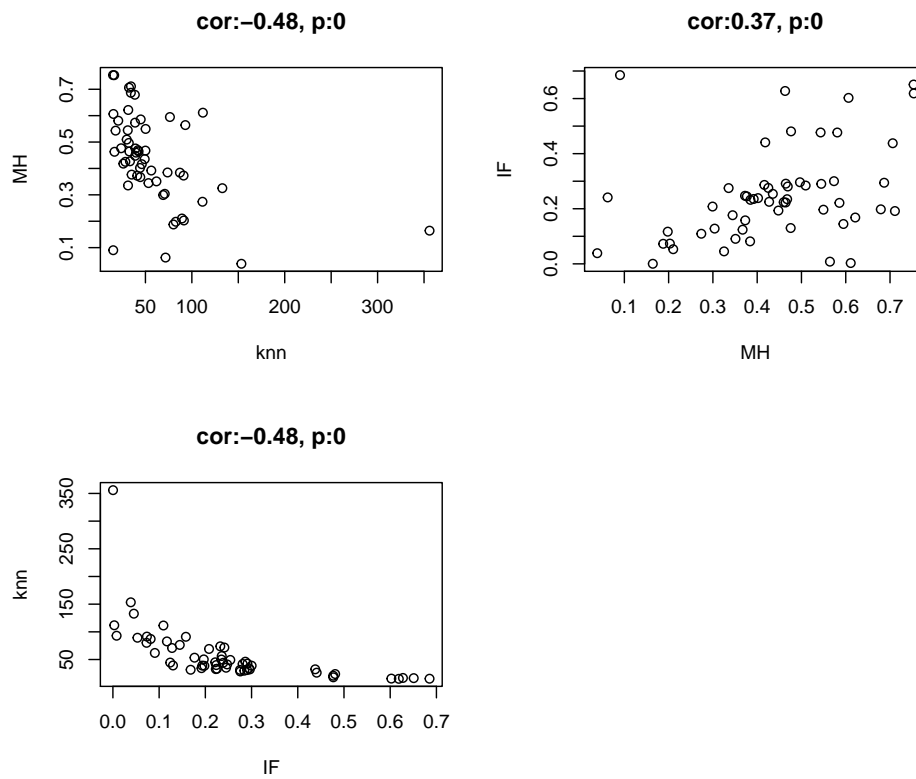 cor:−0.48, p:0
MH
0.1 0.3 0.5 0.7
50 100 200 300
knn
cor:0.37, p:0
IF
0.0 0.2 0.4 0.6
0.1 0.2 0.3 0.4 0.5 0.6 0.7
MH
cor:−0.48, p:0
knn
50 150 250 350
0.0 0.1 0.2 0.3 0.4 0.5 0.6 0.7
IF